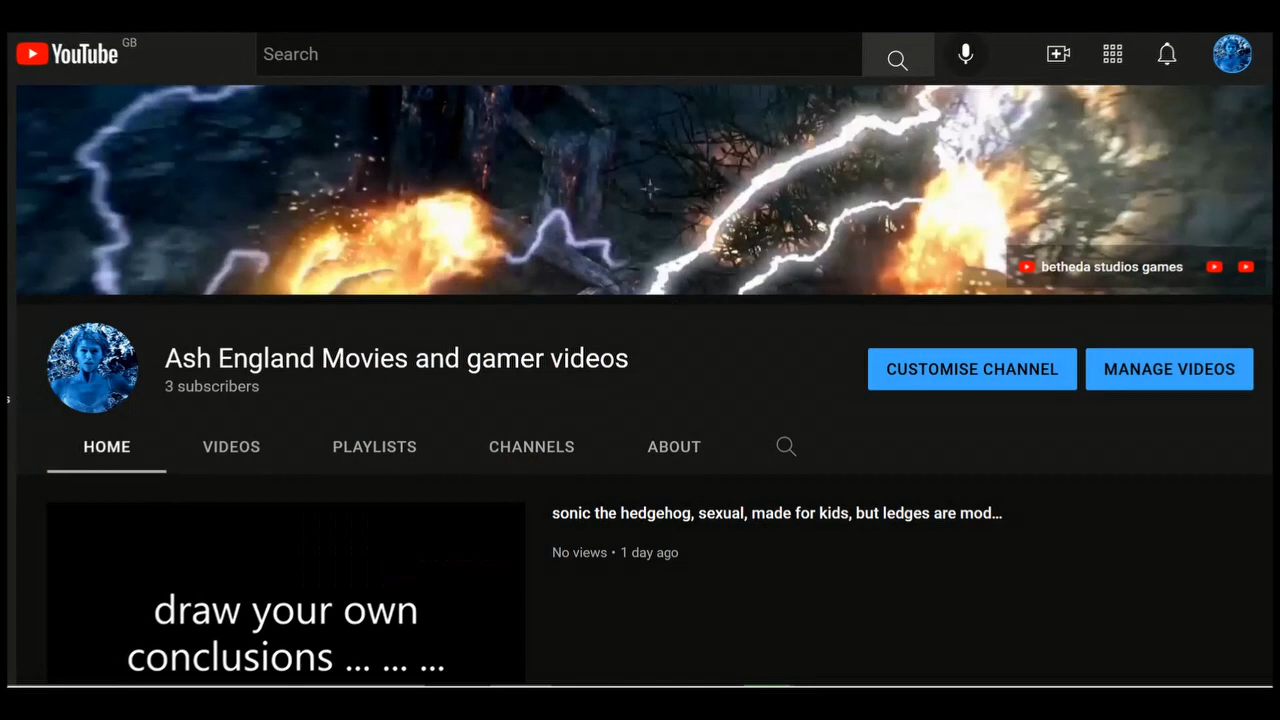 YouTube GB
Search
betheda studios games
Ash England Movies and gamer videos
3 subscribers
CUSTOMISE CHANNEL
MANAGE VIDEOS
HOME
VIDEOS
PLAYLISTS
CHANNELS
ABOUT
draw your own
conclusions ... ... ...
sonic the hedgehog, sexual, made for kids, but ledges are mod...
No views • 1 day ago
s